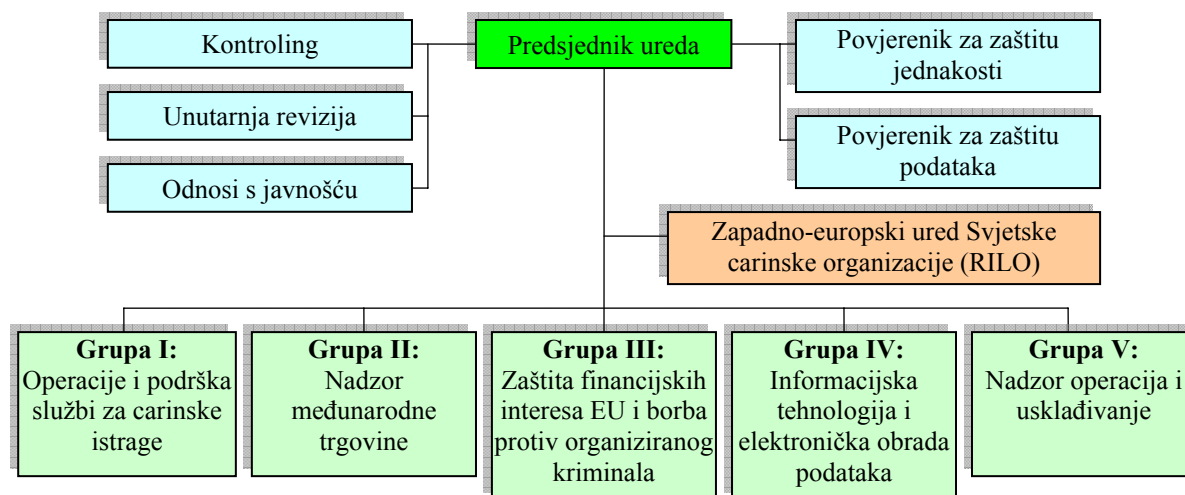 Kontroling
Predsjednik ureda
Povjerenik za zaštitu
jednakosti
Unutarnja revizija
Povjerenik za zaštitu
podataka
Odnosi s javnošću
Zapadno-europski ured Svjetske
carinske organizacije (RILO)
Grupa I:
Operacije i podrška
službi za carinske
istrage
Grupa II:
Nadzor
međunarodne
trgovine
Grupa III:
Zaštita financijskih
interesa EU i borba
protiv organiziranog
kriminala
Grupa IV:
Informacijska
tehnologija i
elektronička obrada
podataka
Grupa V:
Nadzor operacija i
usklađivanje